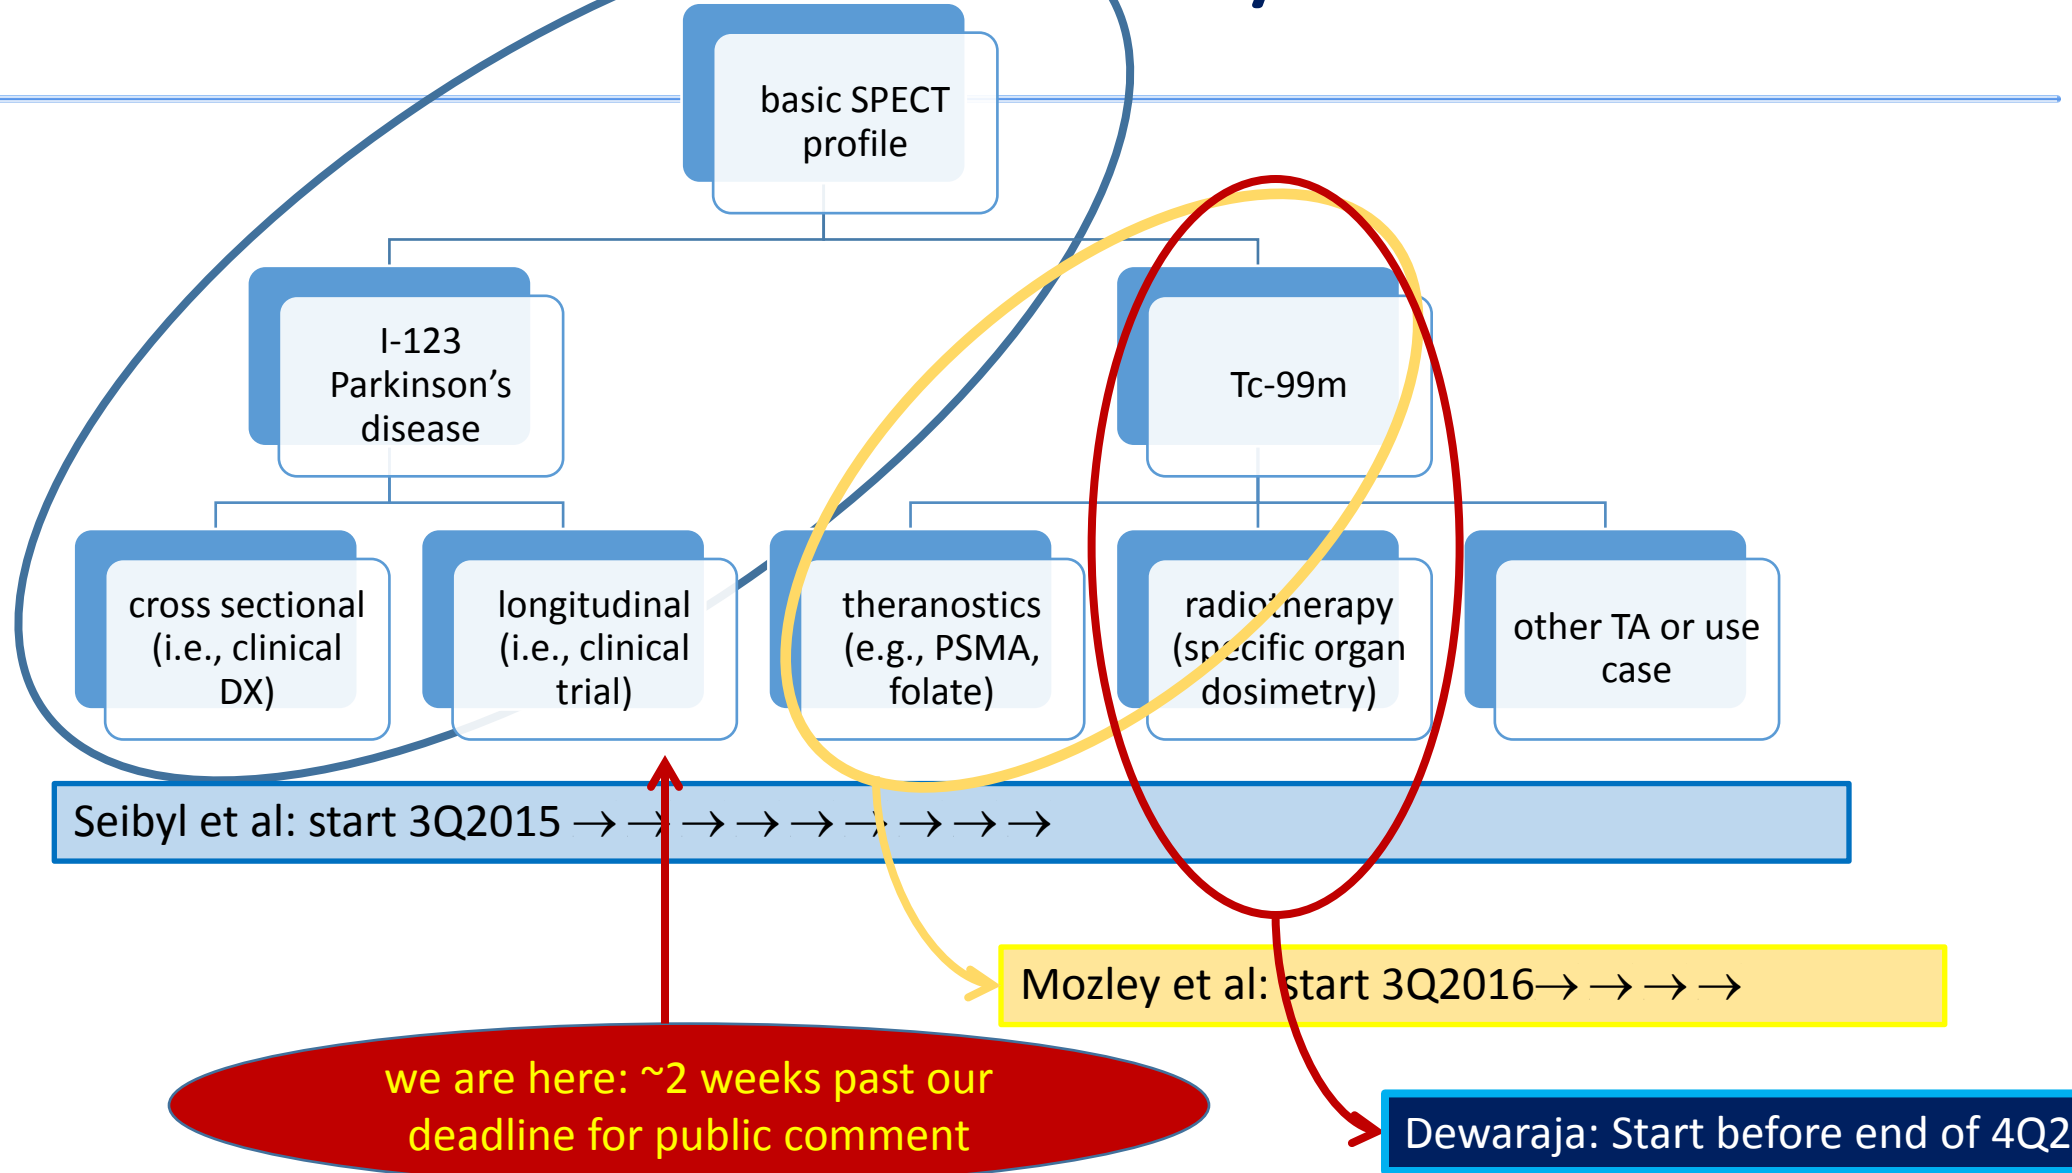 basic SPECT
profile
I-123
Parkinson’s
disease
Tc-99m
cross sectional
(i.e., clinical
DX)
longitudinal
(i.e., clinical
trial)
theranostics
(e.g., PSMA,
folate)
radiotherapy
(specific organ
dosimetry)
other TA or use
case
Seibyl et al: start 3Q2015 → → → → → → → → →
Mozley et al: start 3Q2016→ → → →
we are here: ~2 weeks past our
deadline for public comment
Dewaraja: Start before end of 4Q2